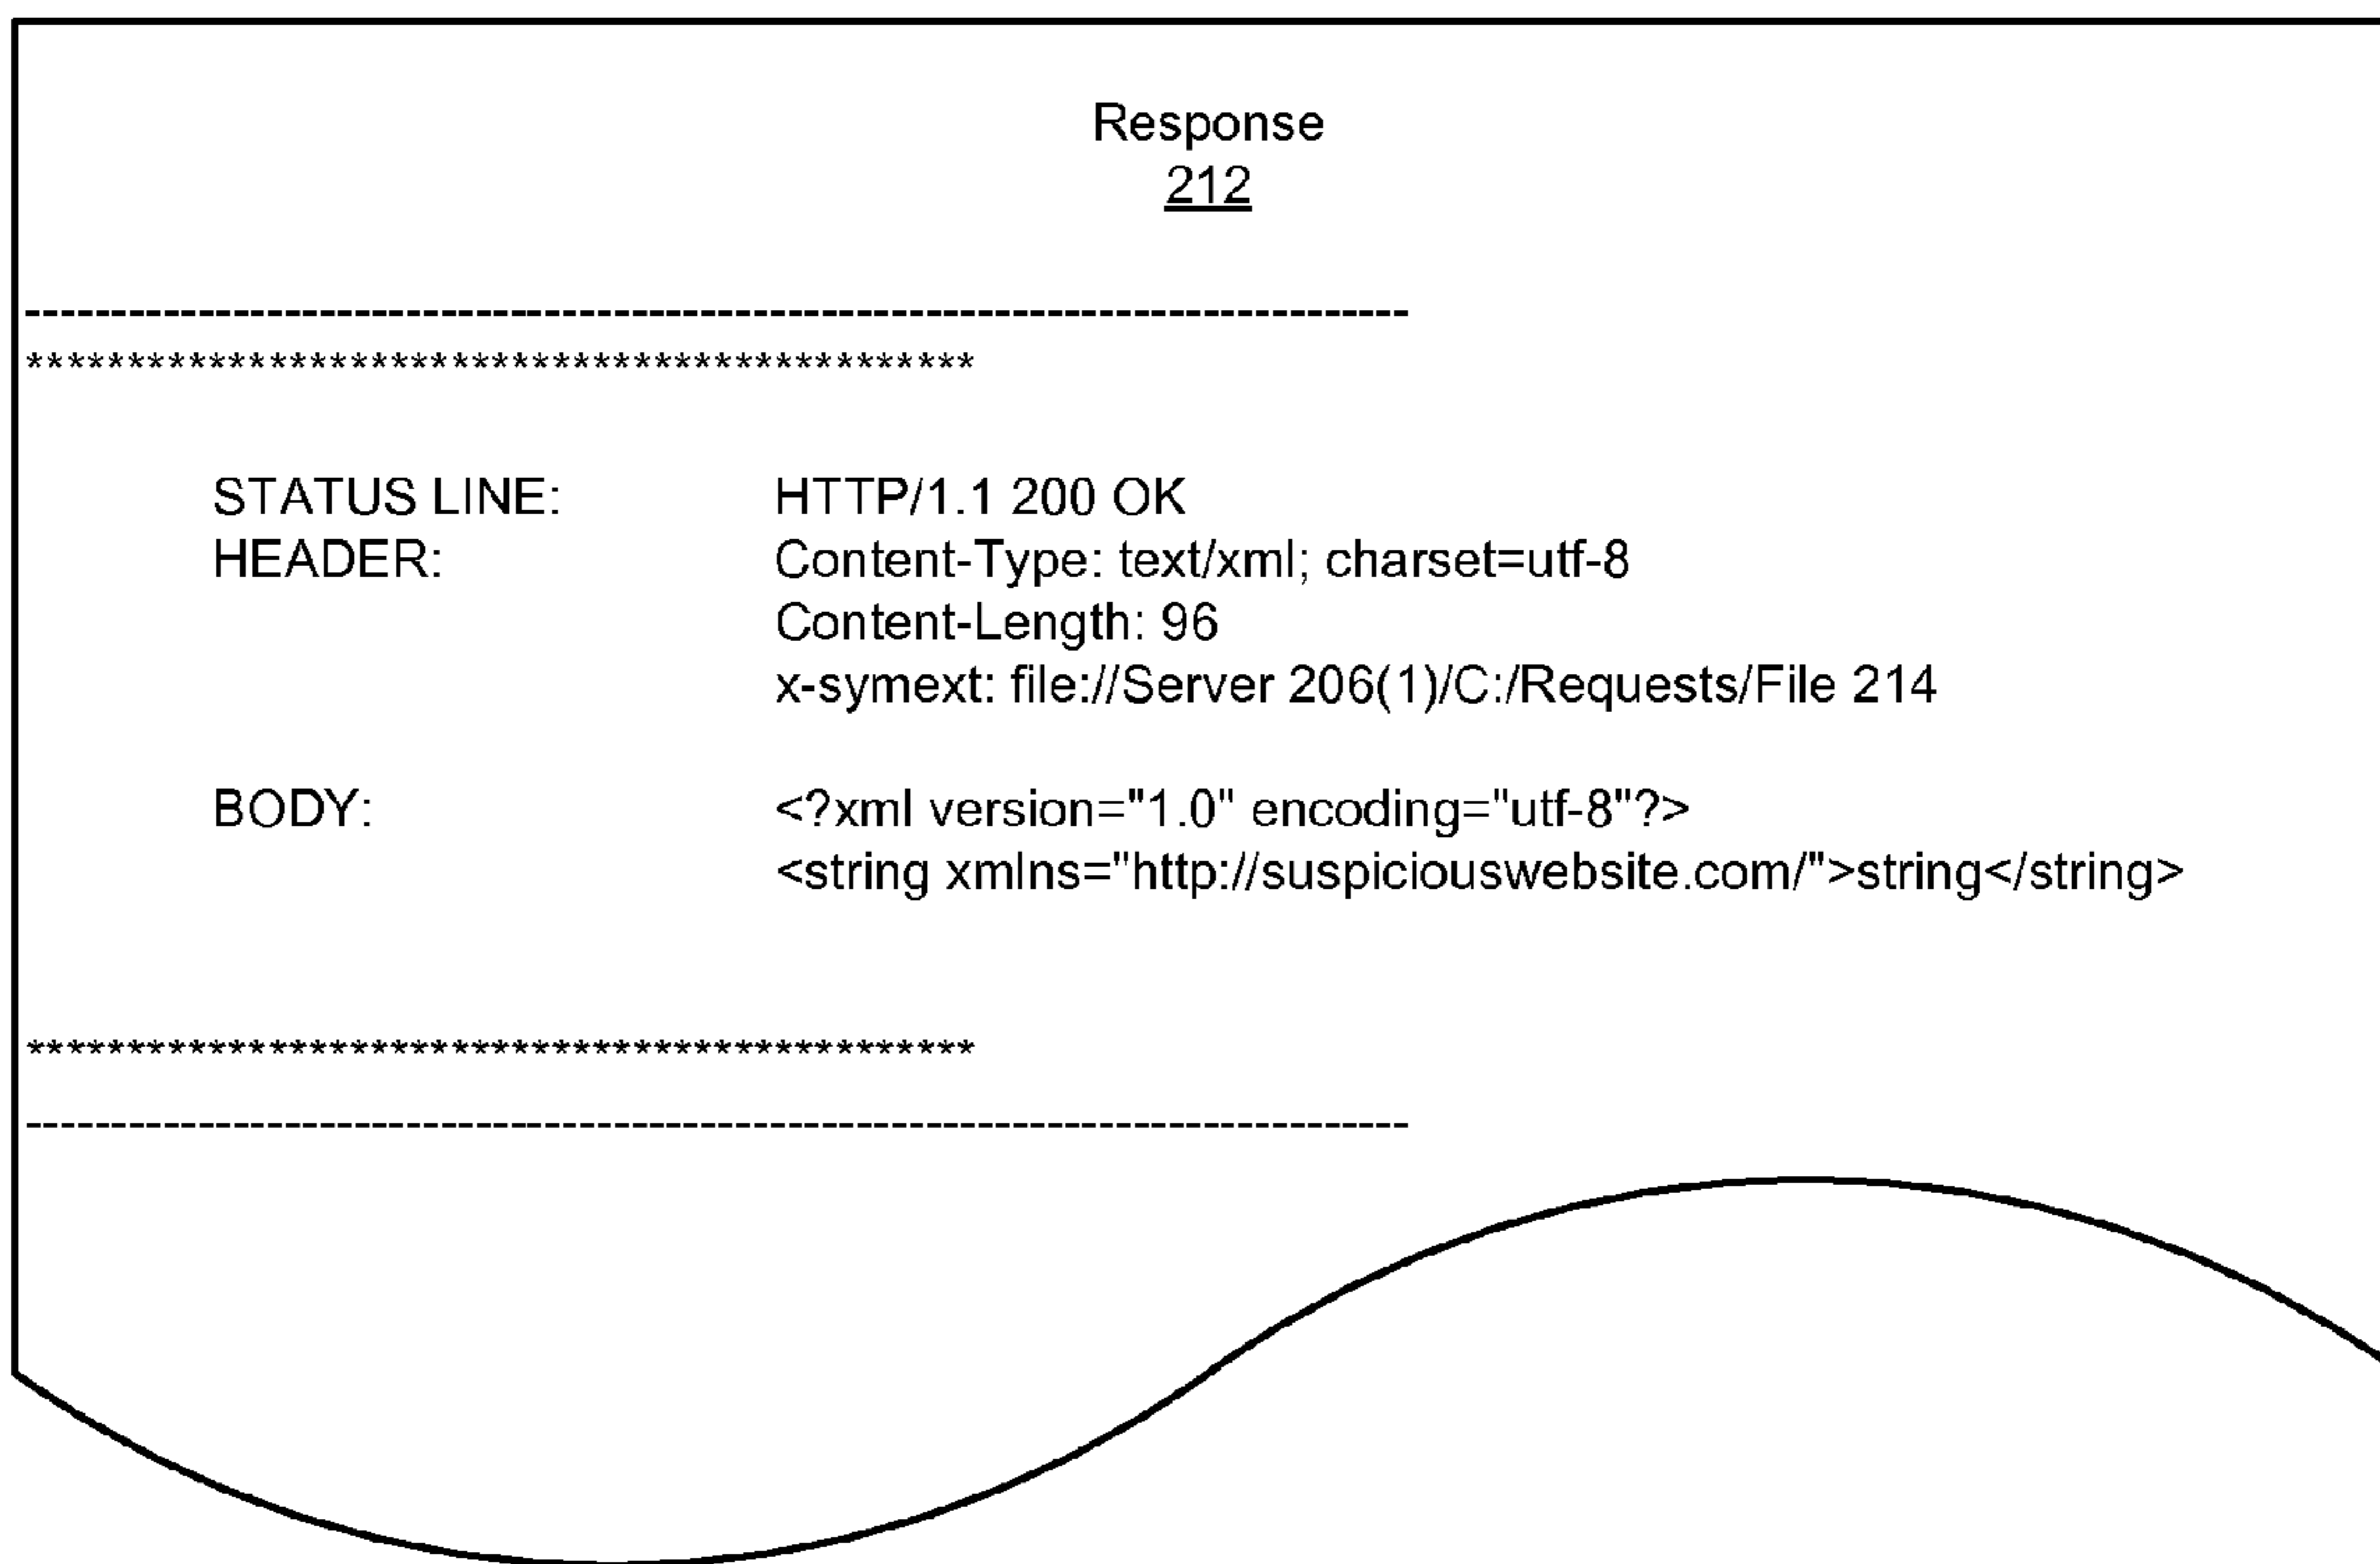 Response
212
--------------------------------------------------------------------------------
***********************************************
STATUS LINE: HTTP/1.1 200 OK
HEADER: Content-Type: text/xml; charset=utf-8
Content-Length: 96
x-symext: file://Server 206(1)/C:/Requests/File 214
BODY: <?xml version="1.0" encoding="utf-8"?>
<string xmlns="http://suspiciouswebsite.com/">string</string>
***********************************************
--------------------------------------------------------------------------------